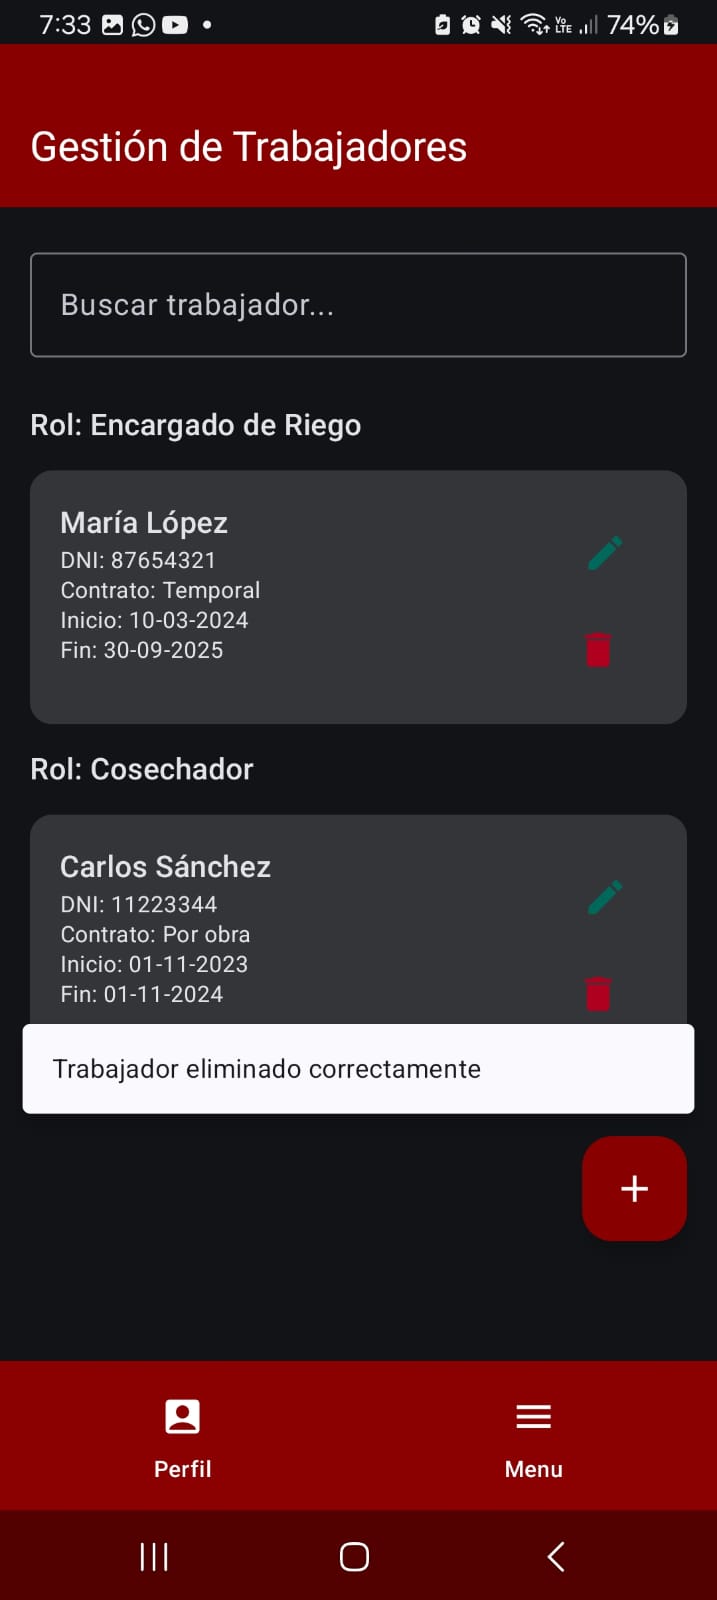 7:33 74%
Gestión de Trabajadores
Buscar trabajador...
Rol: Encargado de Riego
María López
DNI: 87654321
Contrato: Temporal
Inicio: 10-03-2024
Fin: 30-09-2025
Rol: Cosechador
Carlos Sánchez
DNI: 11223344
Contrato: Por obra
Inicio: 01-11-2023
Fin: 01-11-2024
Trabajador eliminado correctamente
Perfil
Menu